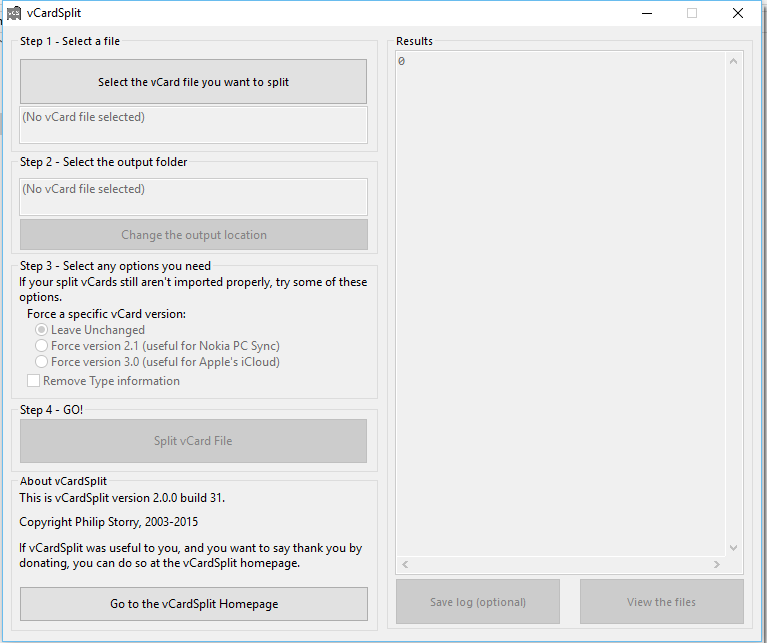 vCardSplit
Step 1 - Select a file
Select the vCard file you want to split
(No vCard file selected)
Step 2 - Select the output folder
(No vCard file selected)
Change the output location
Step 3 - Select any options you need
If your split vCards still aren't imported properly, try some of these
options.
Force a specific vCard version:
Leave Unchanged
Force version 2.1 (useful for Nokia PC Sync)
Force version 3.0 (useful for Apple's iCloud)
Remove Type information
Step 4 - GO!
Split vCard File
About vCardSplit
This is vCardSplit version 2.0.0 build 31.
Copyright Philip Storry, 2003-2015
If vCardSplit was useful to you, and you want to say thank you by
donating, you can do so at the vCardSplit homepage.
Go to the vCardSplit Homepage
Results
0
Save log (optional)
View the files